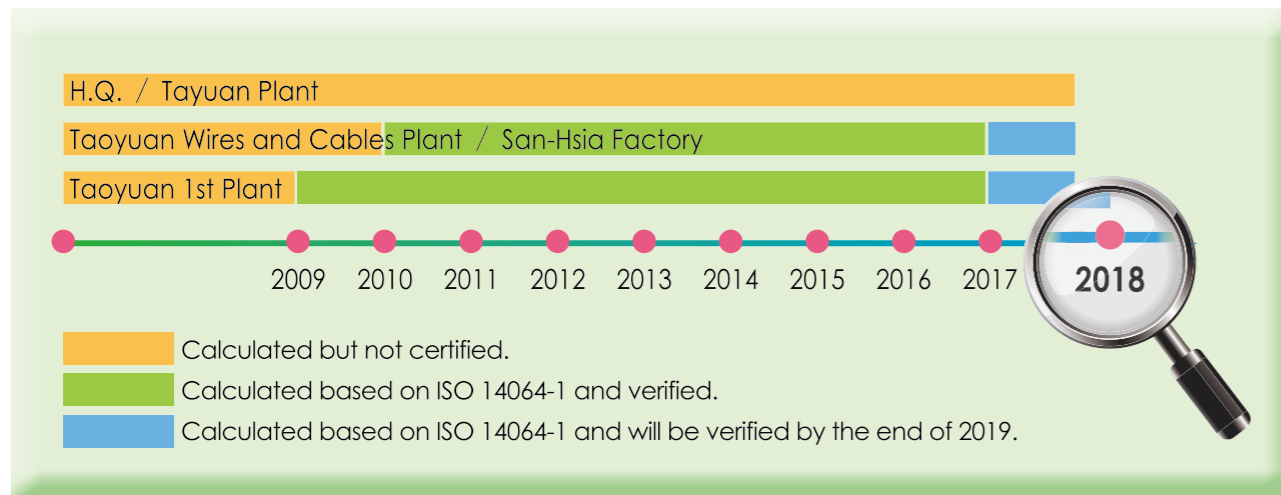 H.Q. / Tayuan Plant
Taoyuan Wires and Cables Plant / San-Hsia Factory
Taoyuan 1st Plant
2009 2010 2011 2012 2013 2014 2015 2016 2017 2018
Calculated but not certified.
Calculated based on ISO 14064-1 and verified.
Calculated based on ISO 14064-1 and will be verified by the end of 2019.